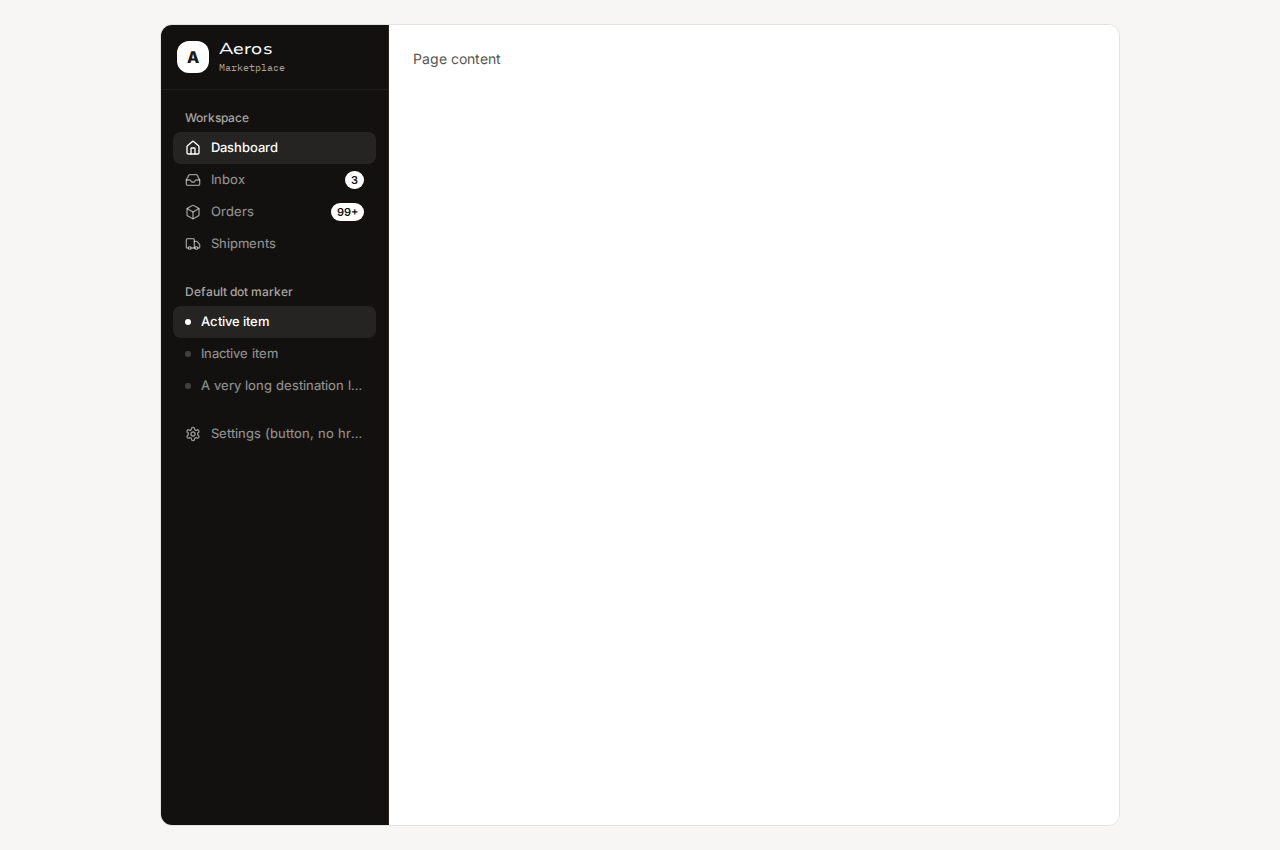 A
Aeros
Marketplace
Workspace
Dashboard
Inbox 3
Orders 99+
Shipments
Default dot marker
Active item
Inactive item
A very long destination l...
Settings (button, no hr...
Page content